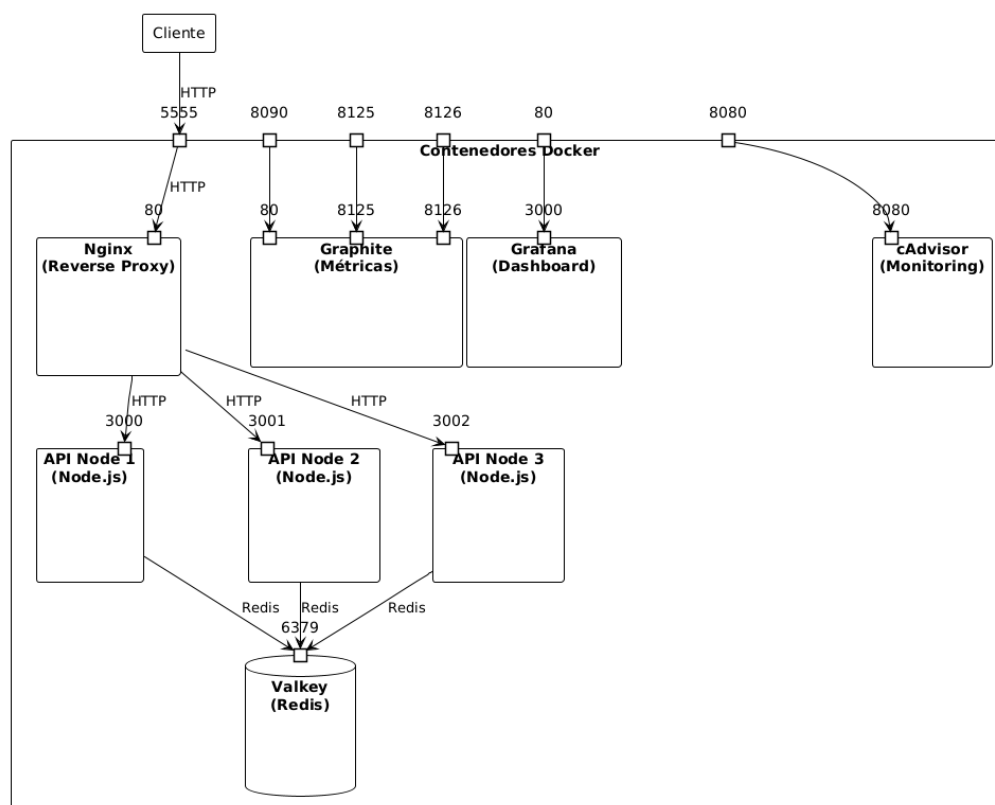 Cliente
HTTP
5555
8090
8125
8126
80
8080
Contenedores Docker
HTTP
80
80
8125
8126
3000
8080
Nginx
(Reverse Proxy)
Graphite
(Métricas)
Grafana
(Dashboard)
cAdvisor
(Monitoring)
HTTP
HTTP
HTTP
3000
3001
3002
API Node 1
(Node.js)
API Node 2
(Node.js)
API Node 3
(Node.js)
Redis
Redis
Redis
6379
Valkey
(Redis)